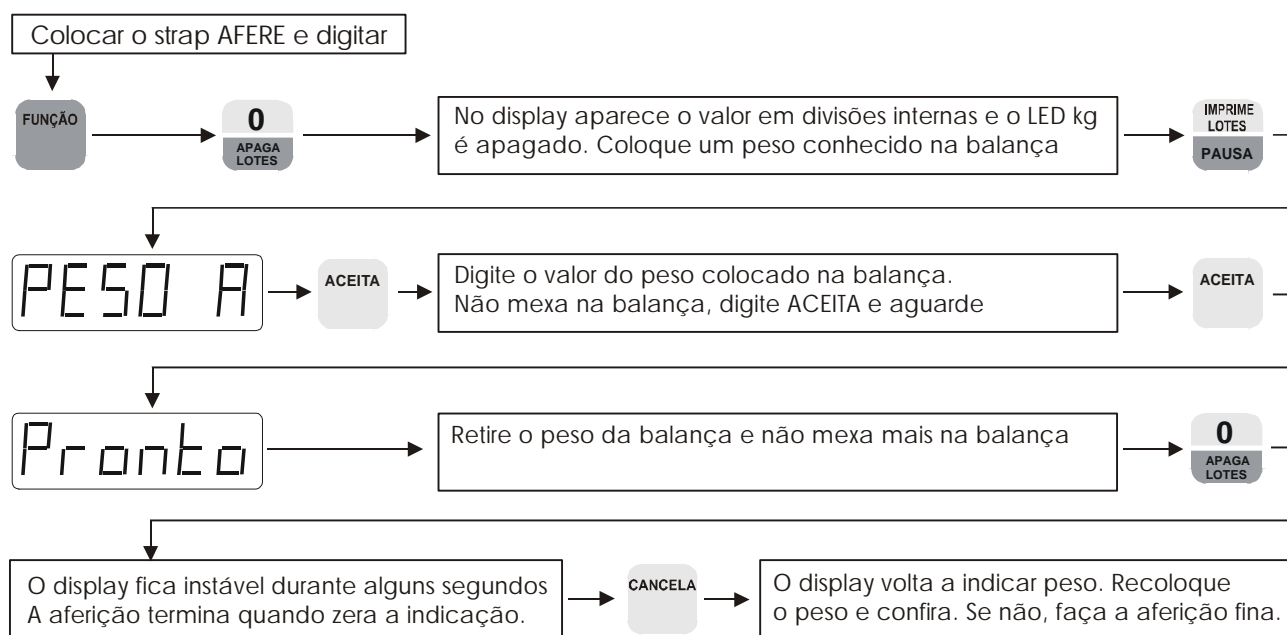 Colocar o strap AFERE e digitar
FUNÇÃO
0
APAGA
LOTES
No display aparece o valor em divisões internas e o LED kg
é apagado. Coloque um peso conhecido na balança
IMPRIME
LOTES
PAUSA
PESO A
ACEITA
Digite o valor do peso colocado na balança.
Não mexa na balança, digite ACEITA e aguarde
ACEITA
Pronto
Retire o peso da balança e não mexa mais na balança
0
APAGA
LOTES
O display fica instável durante alguns segundos
A aferição termina quando zera a indicação.
CANCELA
O display volta a indicar peso. Recoloque
o peso e confira. Se não, faça a aferição fina.